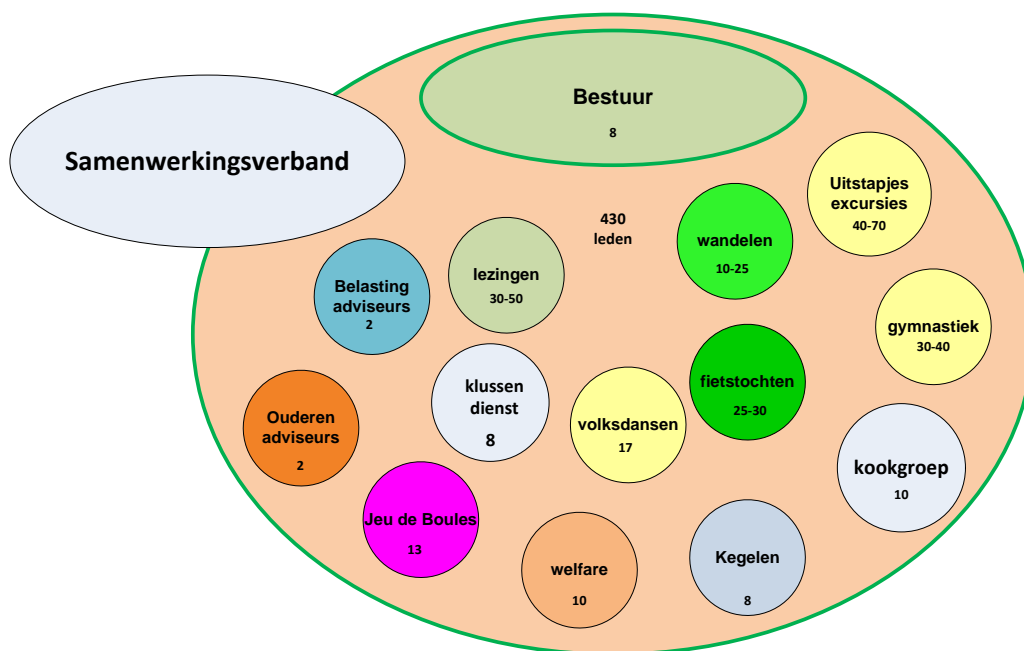 Bestuur
8
Samenwerkingsverband
Uitstapjes
excursies
40-70
430
leden
wandelen
10-25
lezingen
30-50
Belasting
adviseurs
2
gymnastiek
30-40
fietstochten
25-30
klussen
dienst
8
volksdansen
17
Ouderen
adviseurs
2
kookgroep
10
Jeu de Boules
13
welfare
10
Kegelen
8